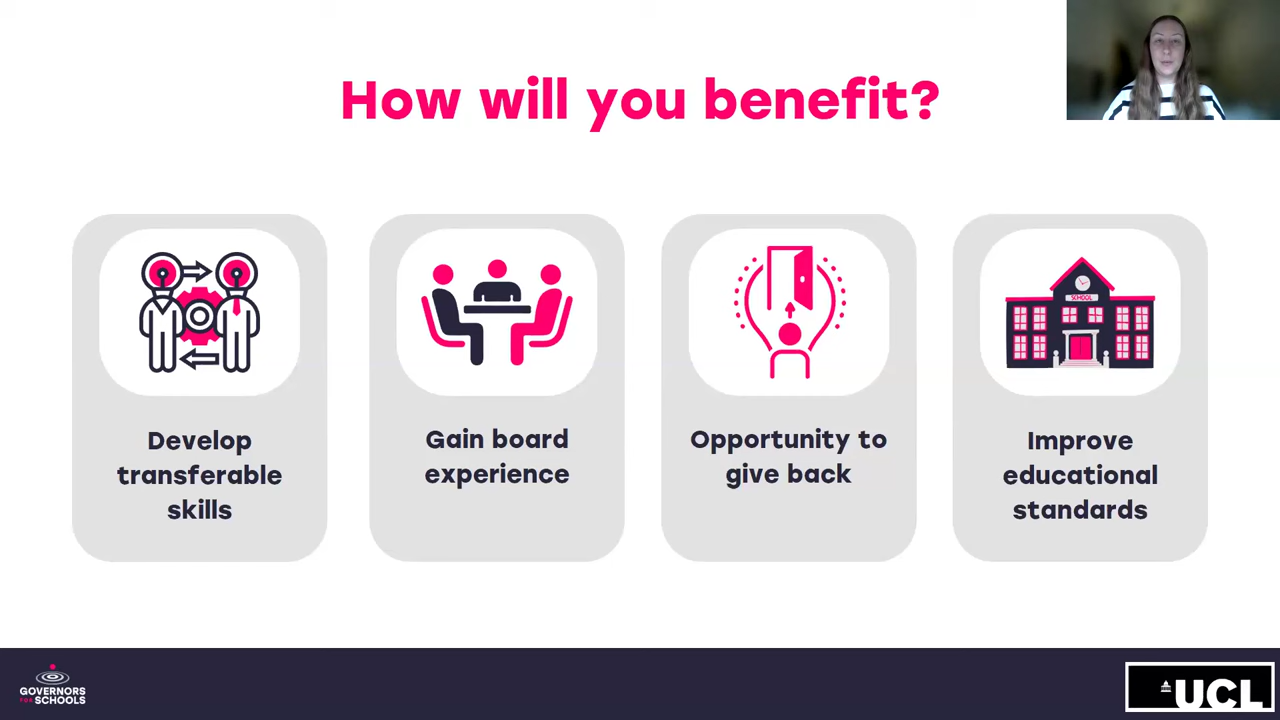 How will you benefit?
SCHOOL
Develop
transferable
skills
Gain board
experience
Opportunity to
give back
Improve
educational
standards
GOVERNORS
FOR SCHOOLS
UCL